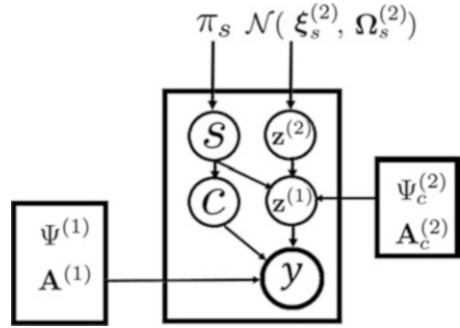 π_s 𝒩( ξ_s^(2), Ω_s^(2))
s z^(2)
c z^(1)
Ψ_c^(2)
A_c^(2)
Ψ^(1)
A^(1)
y